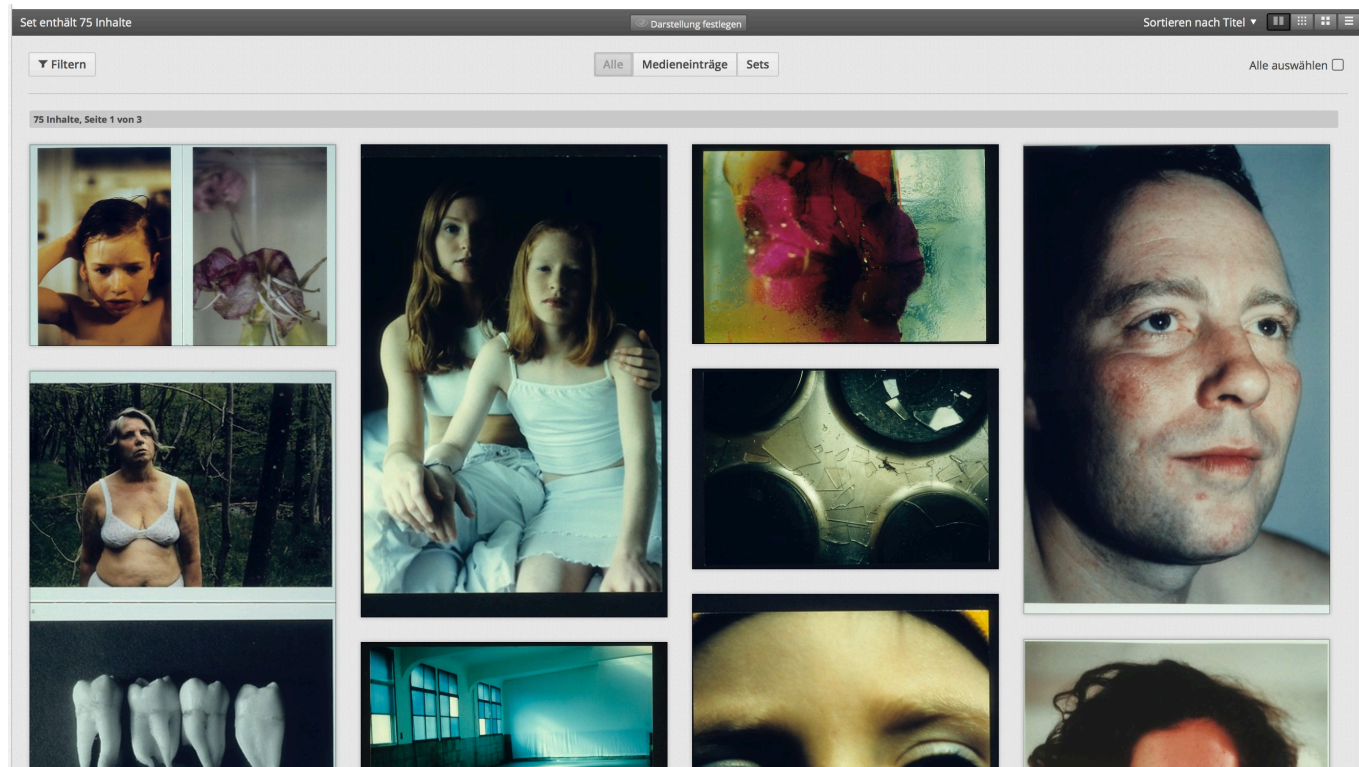 Set enthält 75 Inhalte
Darstellung festlegen
Sortieren nach Titel
Filtern
Alle
Medieneinträge
Sets
Alle auswählen
75 Inhalte, Seite 1 von 3